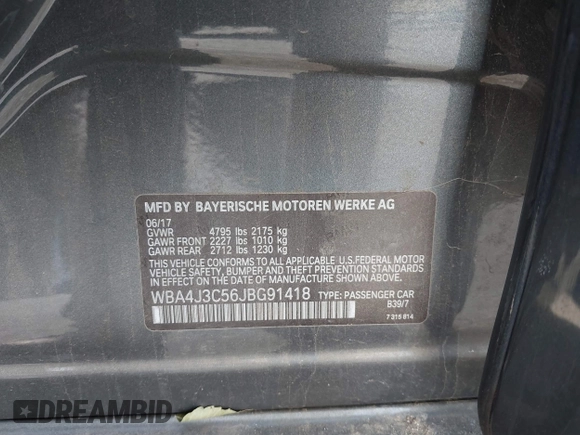 MFD BY BAYERISCHE MOTOREN WERKE AG
06/17
GVWR 4795 lbs 2175 kg
GAWR FRONT 2227 lbs 1010 kg
GAWR REAR 2712 lbs 1230 kg
THIS VEHICLE CONFORMS TO ALL APPLICABLE U.S.FEDERAL MOTOR
VEHICLE SAFETY, BUMPER, AND THEFT PREVENTION STANDARDS
IN EFFECT ON THE DATE OF MANUFACTURE SHOWN ABOVE.
WBA4J3C56JBG91418 TYPE: PASSENGER CAR
B39/7
7 315 814
DREAMBID